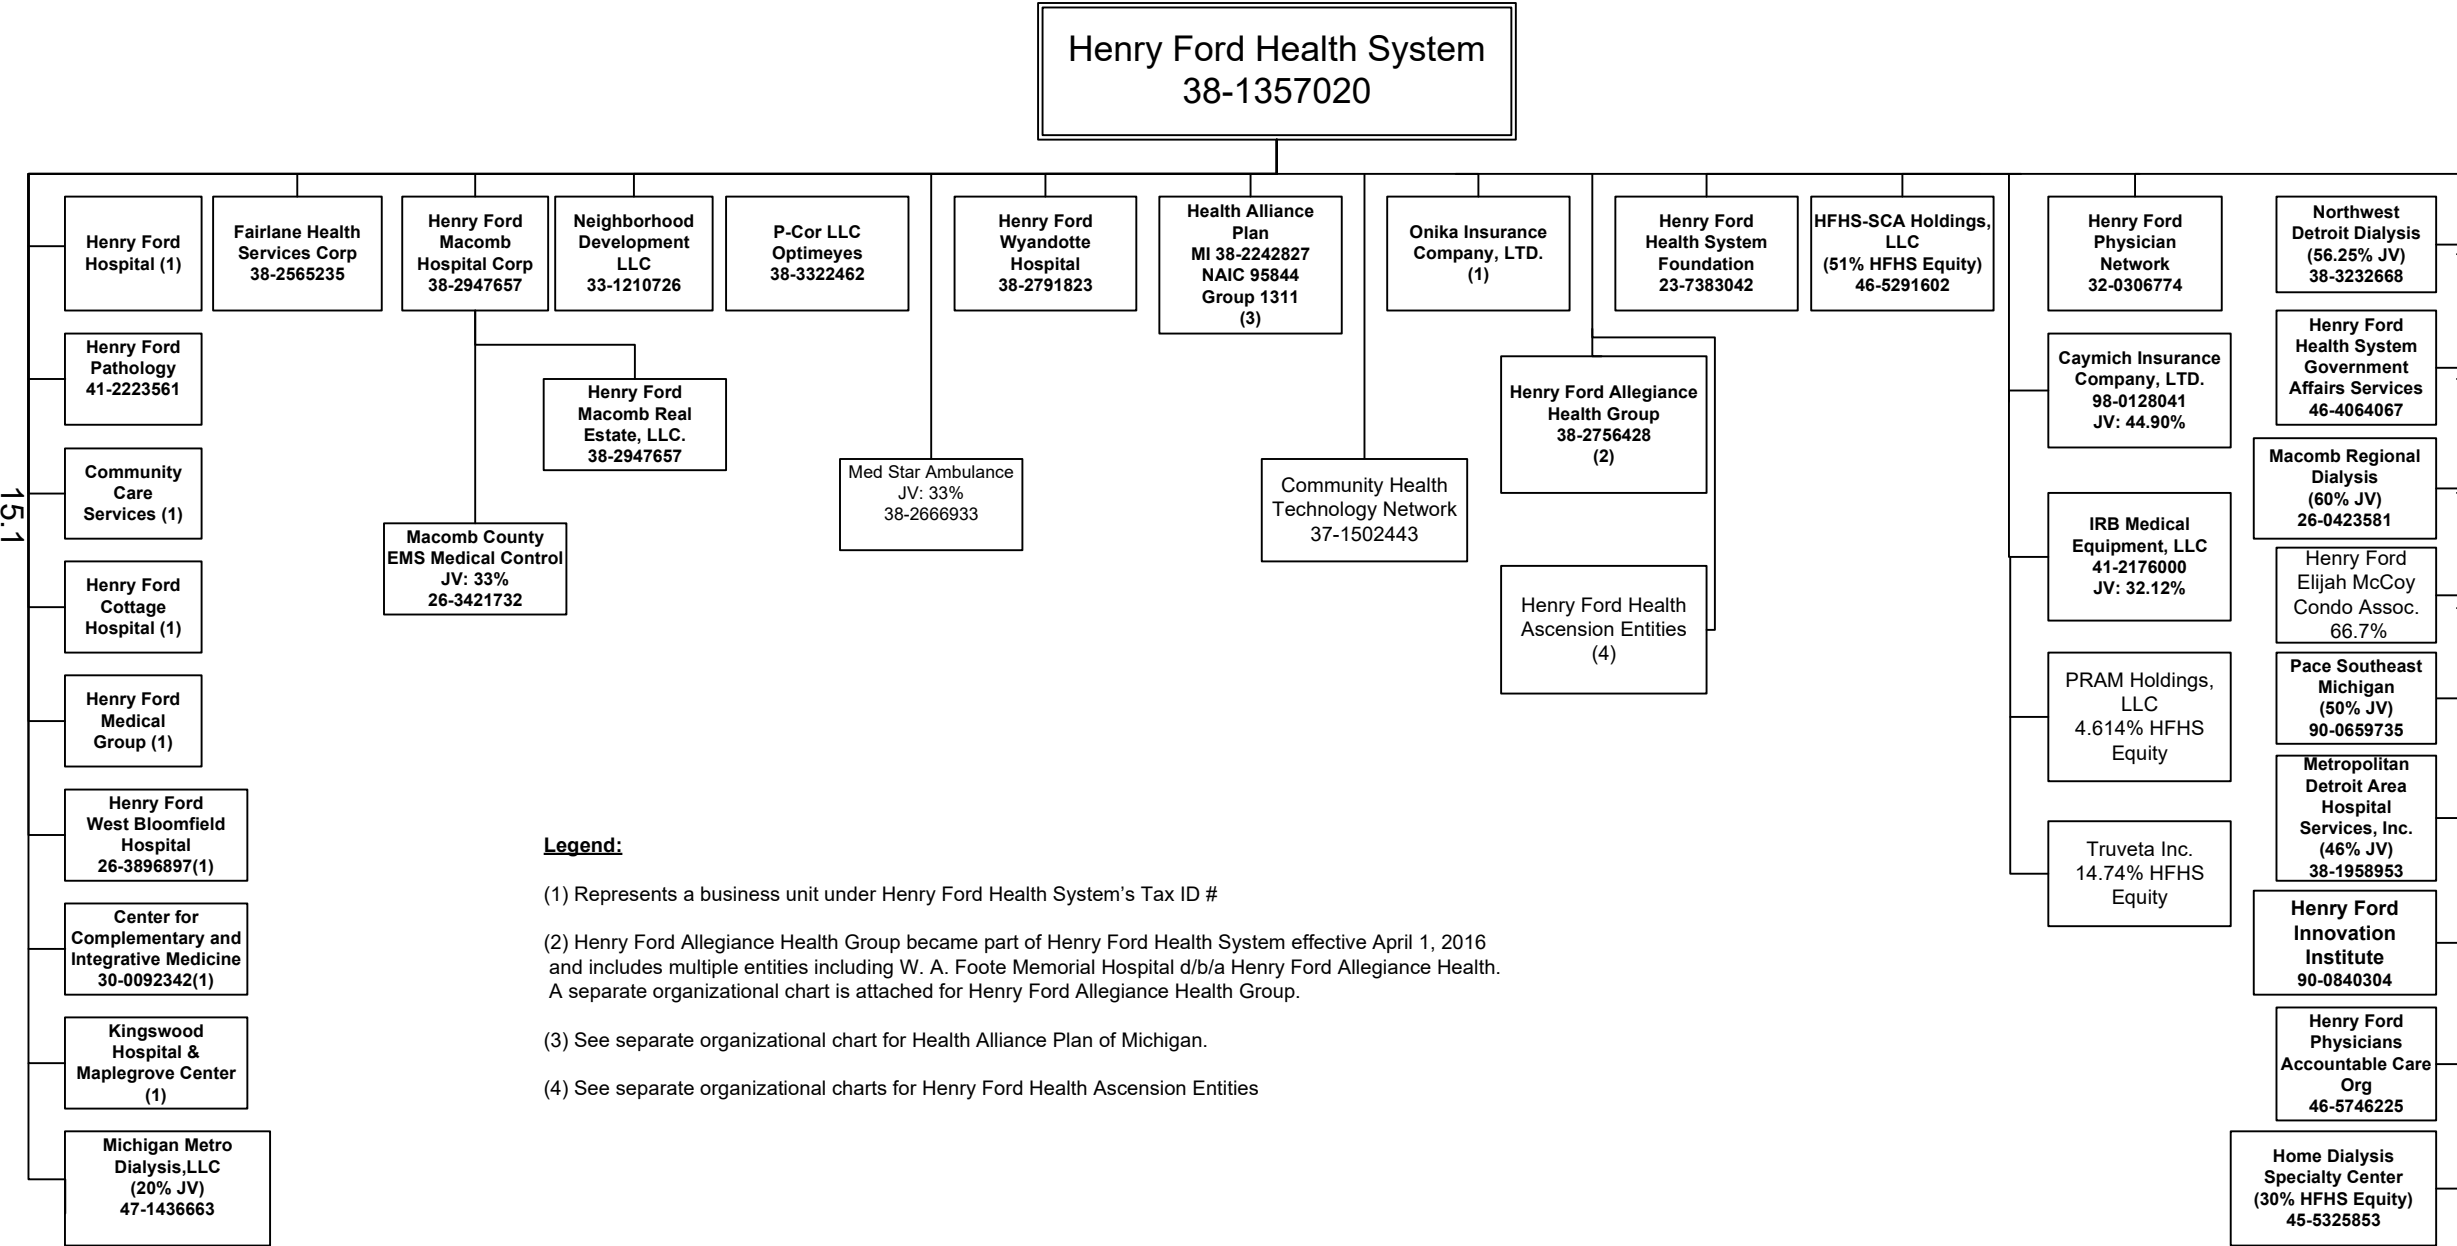 Henry Ford Health System
38-1357020
Henry Ford
Hospital (1)
Fairlane Health
Services Corp
38-2565235
Henry Ford
Macomb
Hospital Corp
38-2947657
Neighborhood
Development
LLC
33-1210726
P-Cor LLC
Optimeyes
38-3322462
Henry Ford
Wyandotte
Hospital
38-2791823
Health Alliance
Plan
MI 38-2242827
NAIC 95844
Group 1311
(3)
Onika Insurance
Company, LTD.
(1)
Henry Ford
Health System
Foundation
23-7383042
HFHS-SCA Holdings,
LLC
(51% HFHS Equity)
46-5291602
Henry Ford
Physician
Network
32-0306774
Northwest
Detroit Dialysis
(56.25% JV)
38-3232668
Henry Ford
Pathology
41-2223561
Henry Ford
Macomb Real
Estate, LLC.
38-2947657
Henry Ford Allegiance
Health Group
38-2756428
(2)
Caymich Insurance
Company, LTD.
98-0128041
JV: 44.90%
Henry Ford
Health System
Government
Affairs Services
46-4064067
Community
Care
Services (1)
Med Star Ambulance
JV: 33%
38-2666933
Community Health
Technology Network
37-1502443
Macomb Regional
Dialysis
(60% JV)
26-0423581
15.1
Macomb County
EMS Medical Control
JV: 33%
26-3421732
IRB Medical
Equipment, LLC
41-2176000
JV: 32.12%
Henry Ford
Cottage
Hospital (1)
Henry Ford Health
Ascension Entities
(4)
Henry Ford
Elijah McCoy
Condo Assoc.
66.7%
Henry Ford
Medical
Group (1)
PRAM Holdings,
LLC
4.614% HFHS
Equity
Pace Southeast
Michigan
(50% JV)
90-0659735
Henry Ford
West Bloomfield
Hospital
26-3896897(1)
Truveta Inc.
14.74% HFHS
Equity
Metropolitan
Detroit Area
Hospital
Services, Inc.
(46% JV)
38-1958953
Center for
Complementary and
Integrative Medicine
30-0092342(1)
Henry Ford
Innovation
Institute
90-0840304
Kingswood
Hospital &
Maplegrove Center
(1)
Henry Ford
Physicians
Accountable Care
Org
46-5746225
Michigan Metro
Dialysis,LLC
(20% JV)
47-1436663
Home Dialysis
Specialty Center
(30% HFHS Equity)
45-5325853
Legend:
(1) Represents a business unit under Henry Ford Health System’s Tax ID #
(2) Henry Ford Allegiance Health Group became part of Henry Ford Health System effective April 1, 2016
and includes multiple entities including W. A. Foote Memorial Hospital d/b/a Henry Ford Allegiance Health.
A separate organizational chart is attached for Henry Ford Allegiance Health Group.
(3) See separate organizational chart for Health Alliance Plan of Michigan.
(4) See separate organizational charts for Henry Ford Health Ascension Entities